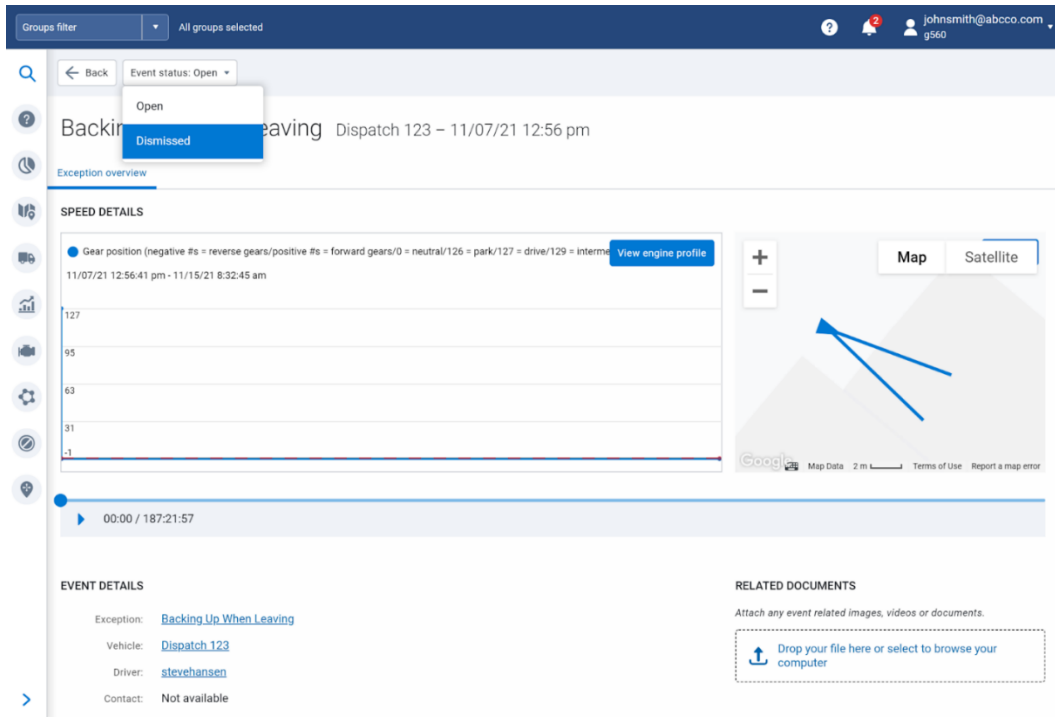 Groups filter
All groups selected
2
johnsmith@abcco.com
g560
Back
Event status: Open
Open
Dismissed
Backin eaving Dispatch 123 – 11/07/21 12:56 pm
Exception overview
SPEED DETAILS
Gear position (negative #s = reverse gears/positive #s = forward gears/0 = neutral/126 = park/127 = drive/129 = interme
View engine profile
11/07/21 12:56:41 pm - 11/15/21 8:32:45 am
127
95
63
31
-1
Map
Satellite
Google
Map Data 2 m Terms of Use Report a map error
00:00 / 187:21:57
EVENT DETAILS
Exception: Backing Up When Leaving
Vehicle: Dispatch 123
Driver: stevehansen
Contact: Not available
RELATED DOCUMENTS
Attach any event related images, videos or documents.
Drop your file here or select to browse your
computer